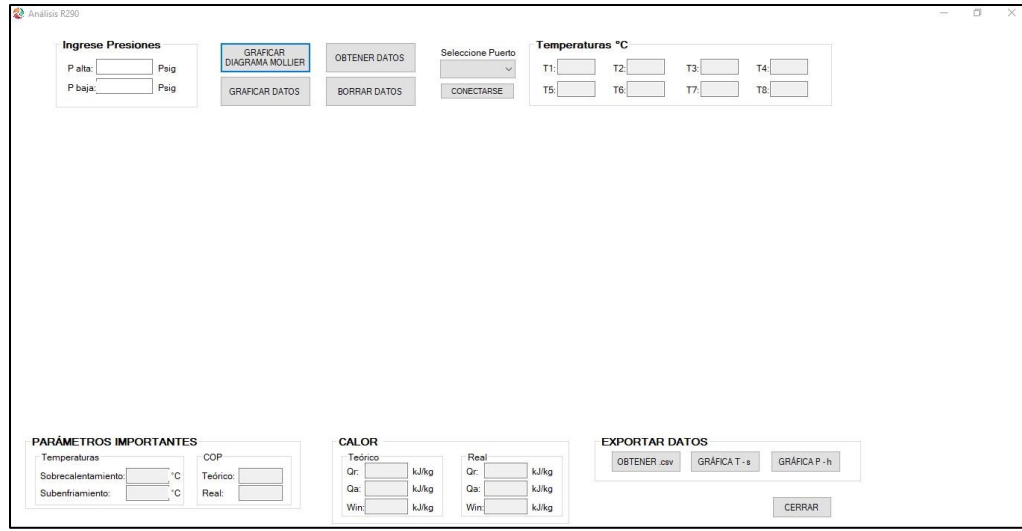 Análisis R290
Ingrese Presiones
P alta: Psig
P baja: Psig
GRAFICAR
DIAGRAMA MOLLIER
OBTENER DATOS
GRAFICAR DATOS
BORRAR DATOS
Seleccione Puerto
CONECTARSE
Temperaturas °C
T1: T2: T3: T4:
T5: T6: T7: T8:
PARÁMETROS IMPORTANTES
Temperaturas
Sobrecalentamiento: °C
Subenfriamiento: °C
COP
Teórico:
Real:
CALOR
Teórico
Qr: kJ/kg
Qa: kJ/kg
Win: kJ/kg
Real
Qr: kJ/kg
Qa: kJ/kg
Win: kJ/kg
EXPORTAR DATOS
OBTENER .csv
GRÁFICA T - s
GRÁFICA P - h
CERRAR